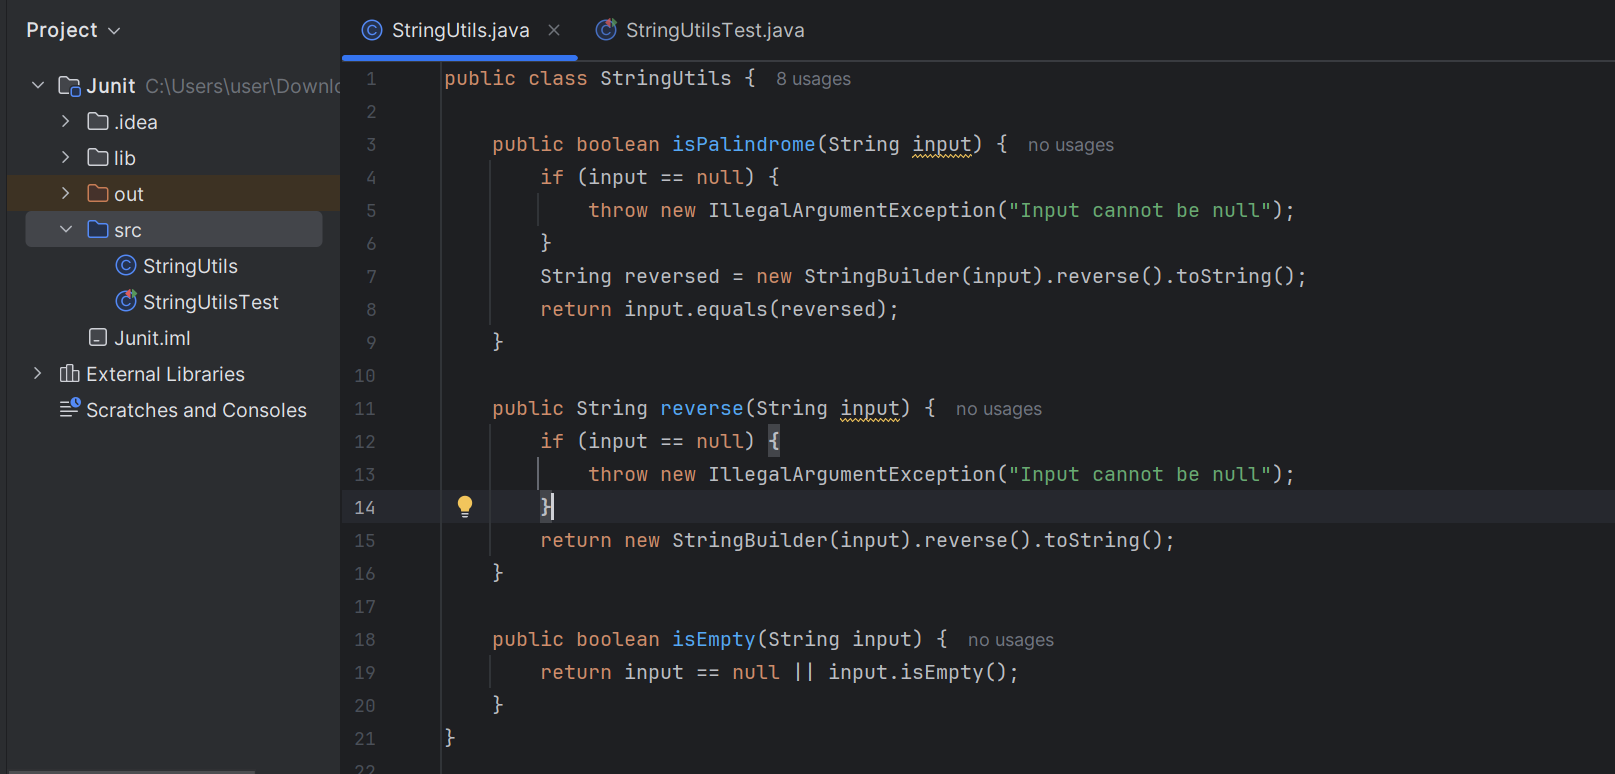 Project
StringUtils.java
StringUtilsTest.java
Junit C:\Users\user\Downlo
.idea
lib
out
src
StringUtils
StringUtilsTest
Junit.iml
External Libraries
Scratches and Consoles
1 public class StringUtils { 8 usages
2
3 public boolean isPalindrome(String input) { no usages
4 if (input == null) {
5 throw new IllegalArgumentException("Input cannot be null");
6 }
7 String reversed = new StringBuilder(input).reverse().toString();
8 return input.equals(reversed);
9 }
10
11 public String reverse(String input) { no usages
12 if (input == null) {
13 throw new IllegalArgumentException("Input cannot be null");
14 }
15 return new StringBuilder(input).reverse().toString();
16 }
17
18 public boolean isEmpty(String input) { no usages
19 return input == null || input.isEmpty();
20 }
21 }
22